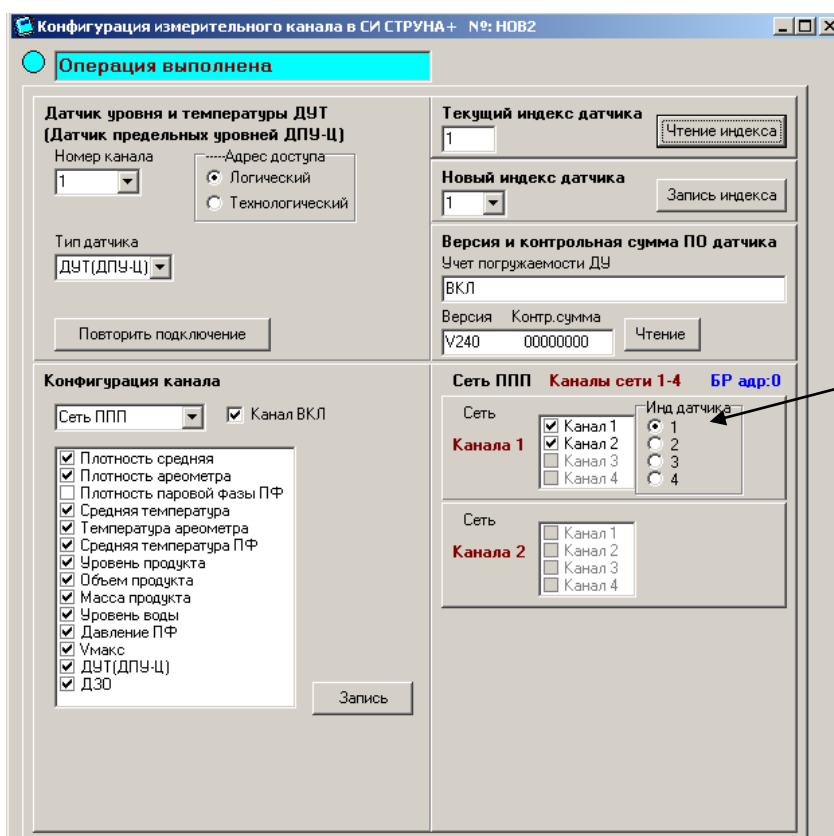 Конфигурация измерительного канала в СИ СТРУНА+ №: НОВ2
Операция выполнена
Датчик уровня и температуры ДУТ
(Датчик предельных уровней ДПУ-Ц)
Номер канала
1
-----Адрес доступа
Логический
Технологический
Тип датчика
ДУТ(ДПУ-Ц)
Повторить подключение
Текущий индекс датчика
1
Чтение индекса
Новый индекс датчика
1
Запись индекса
Версия и контрольная сумма ПО датчика
Учет погружаемости ДУ
ВКЛ
Версия Контр.сумма
V240 00000000
Чтение
Конфигурация канала
Сеть ППП
Канал ВКЛ
Плотность средняя
Плотность ареометра
Плотность паровой фазы ПФ
Средняя температура
Температура ареометра
Средняя температура ПФ
Уровень продукта
Объем продукта
Масса продукта
Уровень воды
Давление ПФ
Vмакс
ДУТ(ДПУ-Ц)
ДЗО
Запись
Сеть ППП Каналы сети 1-4 БР адр:0
Сеть
Канала 1
Канал 1
Канал 2
Канал 3
Канал 4
Инд датчика
1
2
3
4
Сеть
Канала 2
Канал 1
Канал 2
Канал 3
Канал 4